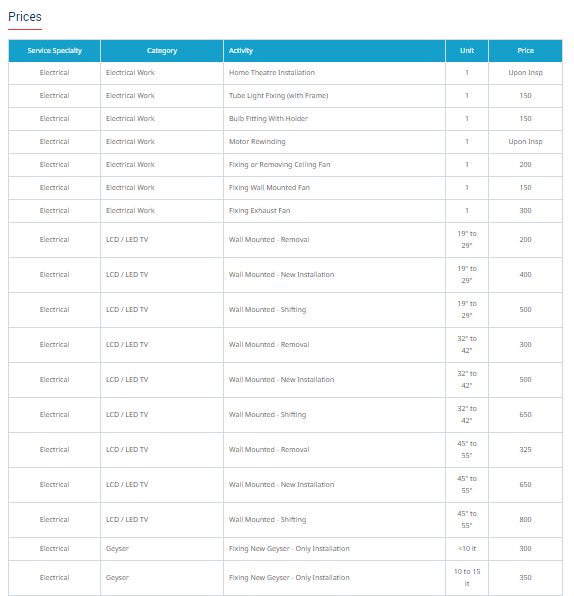 Prices
Service Specialty Category Activity Unit Price
Electrical Electrical Work Home Theatre Installation 1 Upon Insp
Electrical Electrical Work Tube Light Fixing (with Frame) 1 150
Electrical Electrical Work Bulb Fitting With Holder 1 150
Electrical Electrical Work Motor Rewinding 1 Upon Insp
Electrical Electrical Work Fixing or Removing Ceiling Fan 1 200
Electrical Electrical Work Fixing Wall Mounted Fan 1 150
Electrical Electrical Work Fixing Exhaust Fan 1 300
Electrical LCD / LED TV Wall Mounted - Removal 19" to 29" 200
Electrical LCD / LED TV Wall Mounted - New Installation 19" to 29" 400
Electrical LCD / LED TV Wall Mounted - Shifting 19" to 29" 500
Electrical LCD / LED TV Wall Mounted - Removal 32" to 42" 300
Electrical LCD / LED TV Wall Mounted - New Installation 32" to 42" 500
Electrical LCD / LED TV Wall Mounted - Shifting 32" to 42" 650
Electrical LCD / LED TV Wall Mounted - Removal 45" to 55" 325
Electrical LCD / LED TV Wall Mounted - New Installation 45" to 55" 650
Electrical LCD / LED TV Wall Mounted - Shifting 45" to 55" 800
Electrical Geyser Fixing New Geyser - Only Installation <10 lt 300
Electrical Geyser Fixing New Geyser - Only Installation 10 to 15 lt 350